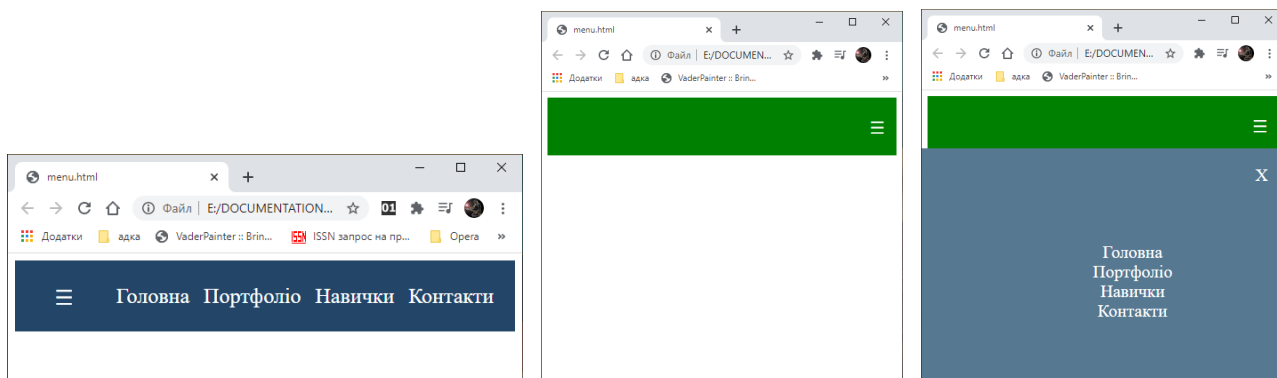 menu.html
Файл | E:/DOCUMENTATION...
Додатки адка VaderPainter :: Brin... ISSN запрос на пр... Opera »
☰ Головна Портфоліо Навички Контакти
menu.html
Файл | E:/DOCUMEN...
Додатки адка VaderPainter :: Brin... »
☰
menu.html
Файл | E:/DOCUMEN...
Додатки адка VaderPainter :: Brin... »
☰
X
Головна
Портфоліо
Навички
Контакти